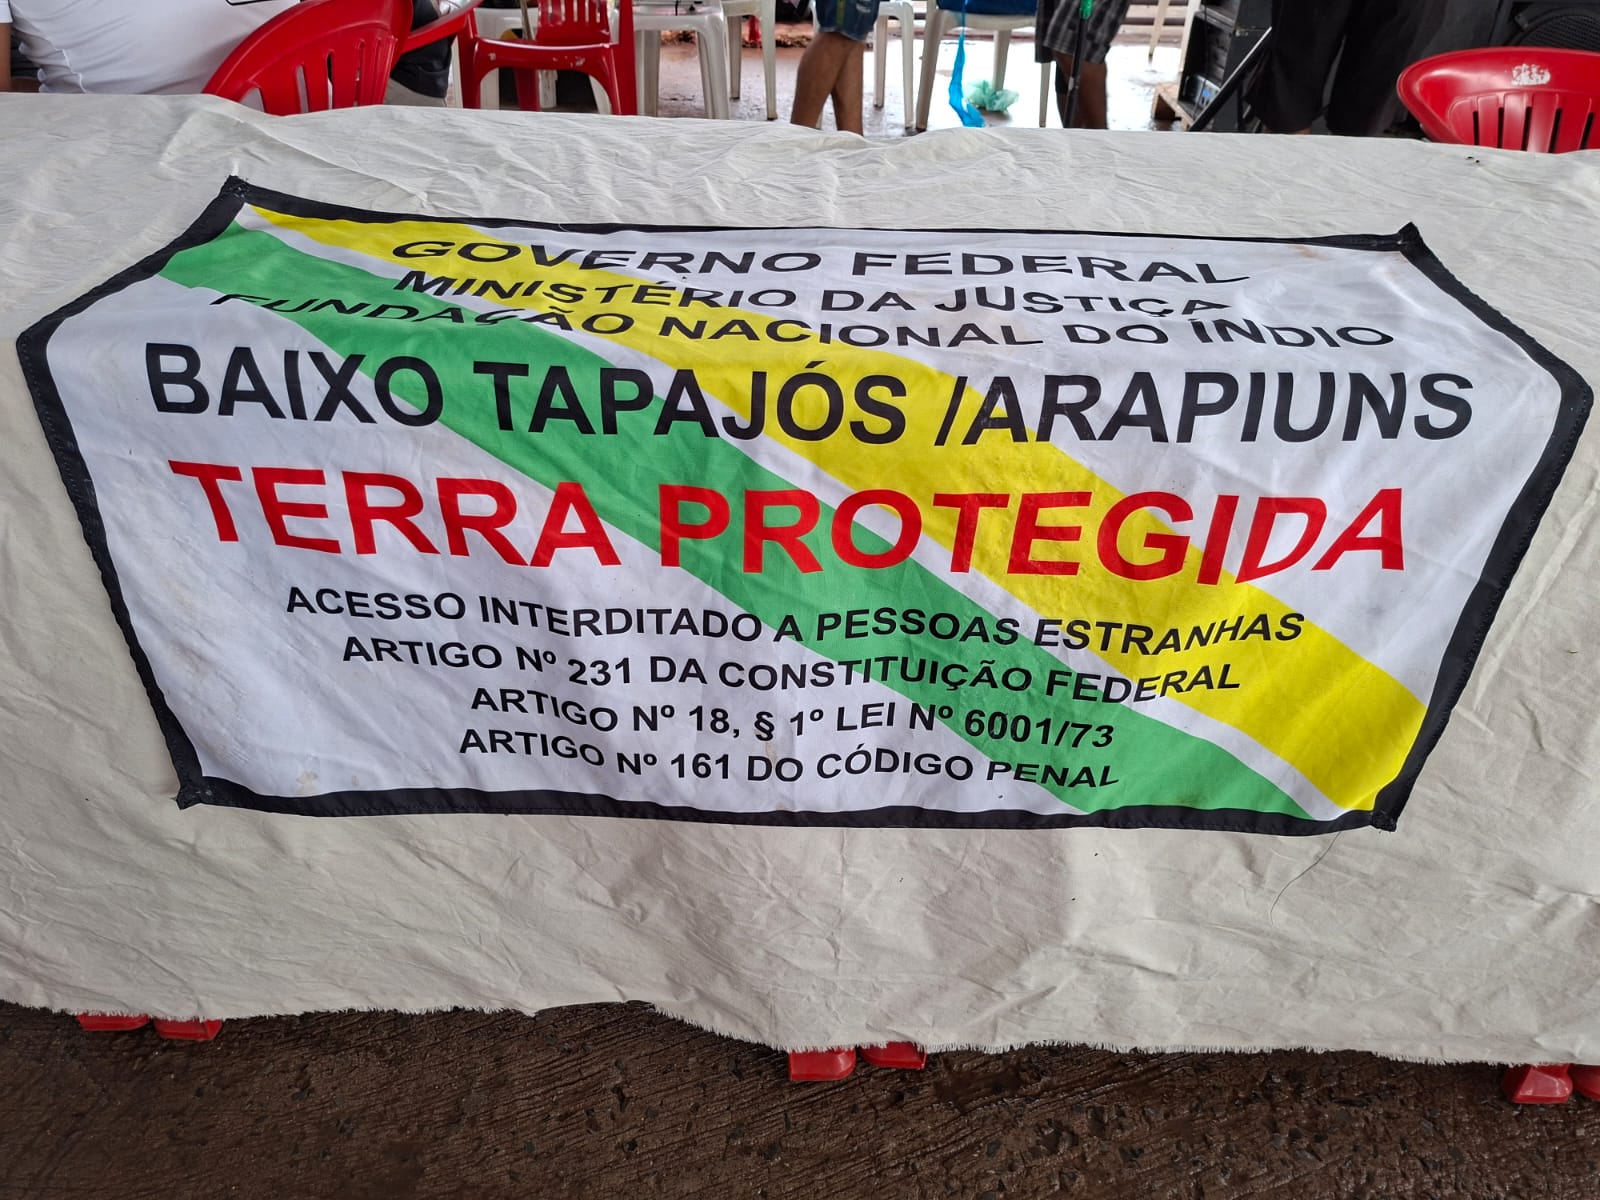 GOVERNO FEDERAL
MINISTÉRIO DA JUSTIÇA
FUNDAÇÃO NACIONAL DO ÍNDIO
BAIXO TAPAJÓS /ARAPIUNS
TERRA PROTEGIDA
ACESSO INTERDITADO A PESSOAS ESTRANHAS
ARTIGO Nº 231 DA CONSTITUIÇÃO FEDERAL
ARTIGO Nº 18, § 1º LEI Nº 6001/73
ARTIGO Nº 161 DO CÓDIGO PENAL